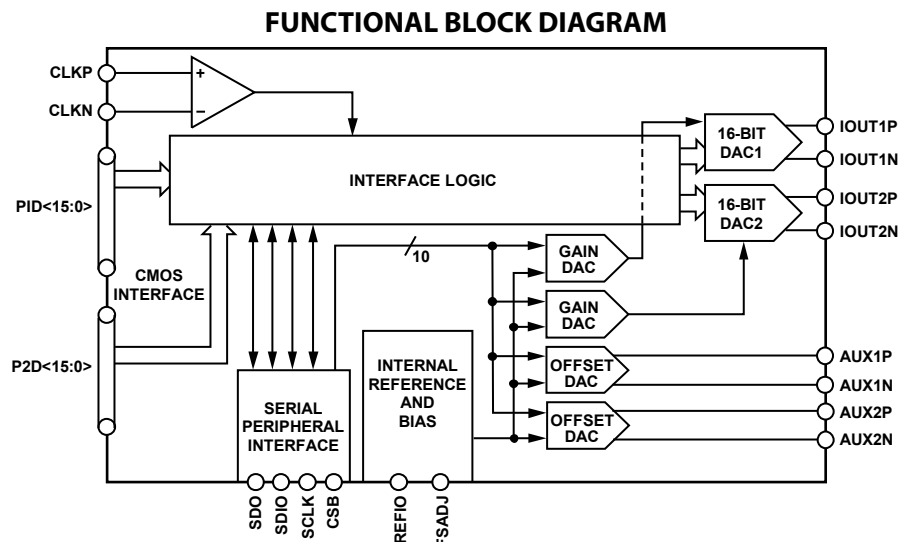 FUNCTIONAL BLOCK DIAGRAM
CLKP
CLKN
+
–
PID<15:0>
INTERFACE LOGIC
16-BIT
DAC1
IOUT1P
IOUT1N
16-BIT
DAC2
IOUT2P
IOUT2N
CMOS
INTERFACE
10
GAIN
DAC
GAIN
DAC
P2D<15:0>
SERIAL
PERIPHERAL
INTERFACE
INTERNAL
REFERENCE
AND
BIAS
OFFSET
DAC
OFFSET
DAC
AUX1P
AUX1N
AUX2P
AUX2N
SDO
SDIO
SCLK
CSB
REFIO
FSADJ